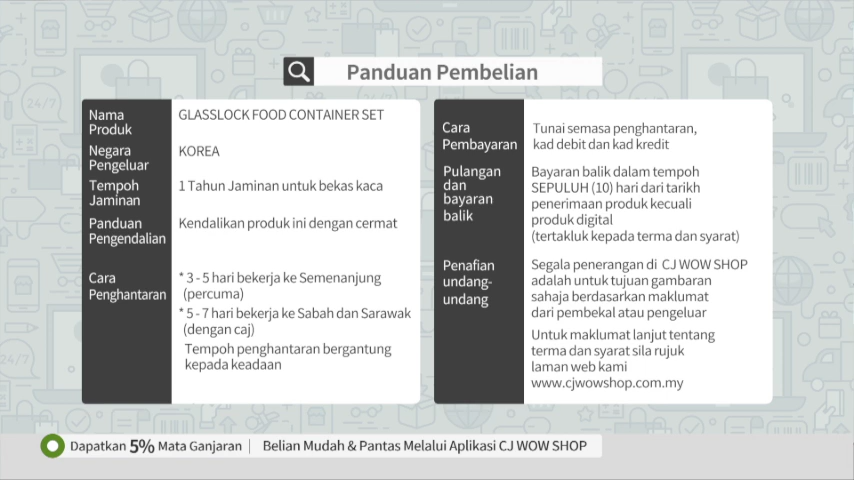 Panduan Pembelian
Nama
Produk
GLASSLOCK FOOD CONTAINER SET
Negara
Pengeluar
KOREA
Tempoh
Jaminan
1 Tahun Jaminan untuk bekas kaca
Panduan
Pengendalian
Kendalikan produk ini dengan cermat
Cara
Penghantaran
* 3 - 5 hari bekerja ke Semenanjung
(percuma)
* 5 - 7 hari bekerja ke Sabah dan Sarawak
(dengan caj)
Tempoh penghantaran bergantung
kepada keadaan
Cara
Pembayaran
Tunai semasa penghantaran,
kad debit dan kad kredit
Pulangan
dan
bayaran
balik
Bayaran balik dalam tempoh
SEPULUH (10) hari dari tarikh
penerimaan produk kecuali
produk digital
(tertakluk kepada terma dan syarat)
Penafian
undang-
undang
Segala penerangan di CJ WOW SHOP
adalah untuk tujuan gambaran
sahaja berdasarkan maklumat
dari pembekal atau pengeluar
Untuk maklumat lanjut tentang
terma dan syarat sila rujuk
laman web kami
www.cjwowshop.com.my
24/7
24/7
Dapatkan 5% Mata Ganjaran | Belian Mudah & Pantas Melalui Aplikasi CJ WOW SHOP